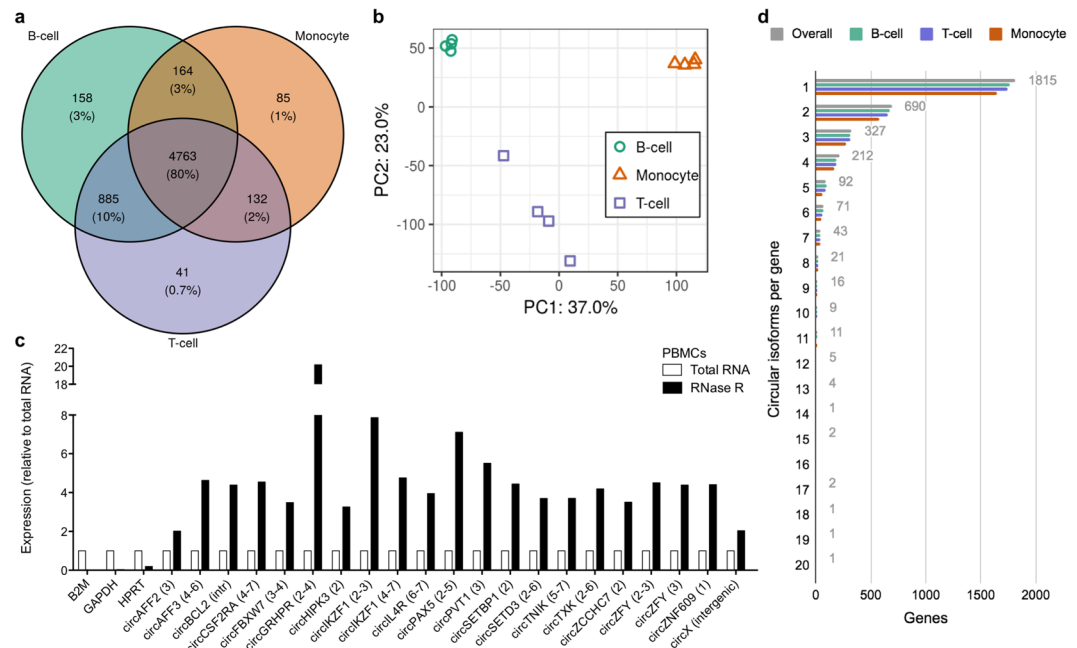 a
B-cell
Monocyte
158
(3%)
164
(3%)
85
(1%)
4763
(80%)
885
(10%)
132
(2%)
41
(0.7%)
T-cell
b
PC2: 23.0%
50
0
-50
-100
B-cell
Monocyte
T-cell
-100 -50 0 50 100
PC1: 37.0%
c
Expression (relative to total RNA)
22
20
18
8
6
4
2
0
PBMCs
Total RNA
RNase R
B2M
GAPDH
HPRT
circAFF2 (3)
circAFF3 (4-6)
circBCL2 (intr)
circCSF2RA (4-7)
circFBXW7 (3-4)
circGRHPR (2-4)
circHIPK3 (2)
circIKZF1 (2-3)
circIKZF1 (4-7)
circIL4R (6-7)
circPAX5 (2-5)
circPVT1 (3)
circSETBP1 (2)
circSETD3 (2-6)
circTNIK (5-7)
circTXK (2-6)
circZCCHC7 (2)
circZFY (2-3)
circZFY (3)
circZNF609 (1)
circX (intergenic)
d
Overall B-cell T-cell Monocyte
Circular isoforms per gene
1 1815
2 690
3 327
4 212
5 92
6 71
7 43
8 21
9 16
10 9
11 11
12 5
13 4
14 1
15 2
16
17 2
18 1
19 1
20 1
0 500 1000 1500 2000
Genes